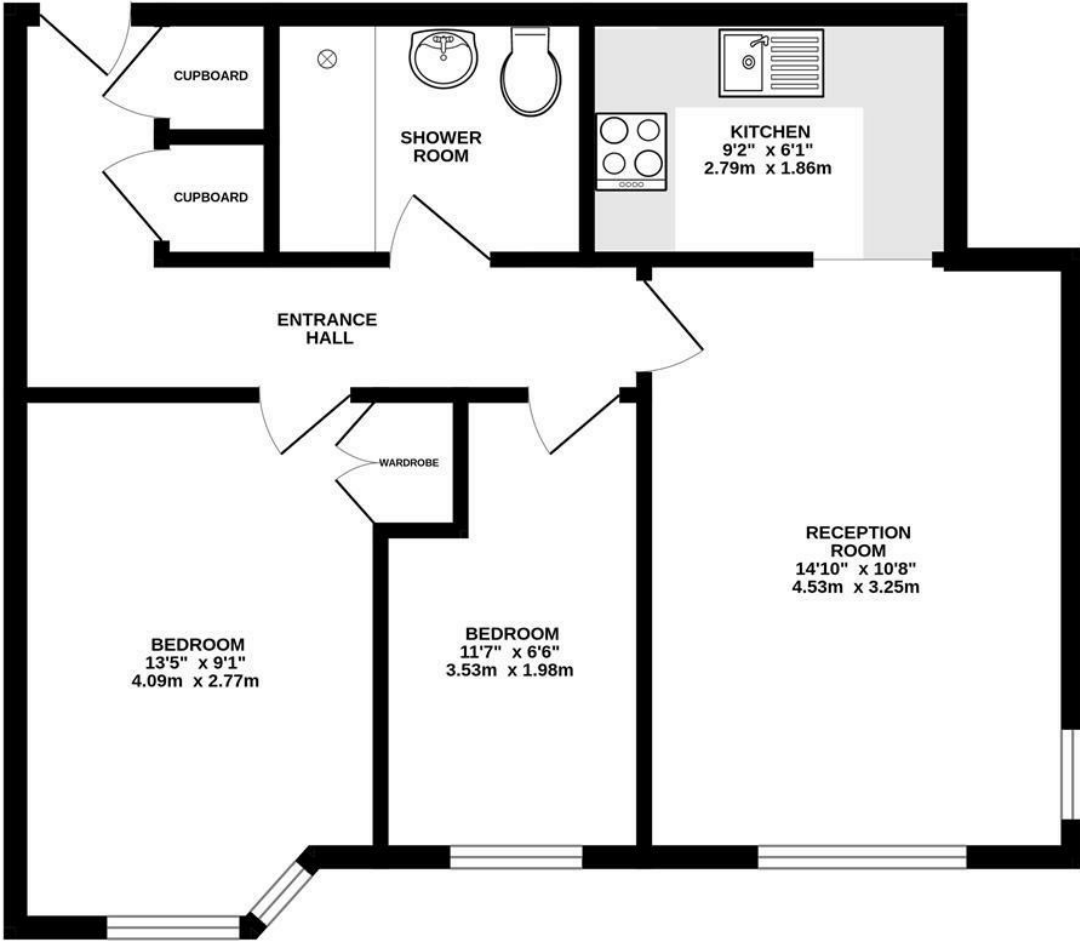 CUPBOARD
SHOWER
ROOM
KITCHEN
9'2" x 6'1"
2.79m x 1.86m
CUPBOARD
ENTRANCE
HALL
WARDROBE
RECEPTION
ROOM
14'10" x 10'8"
4.53m x 3.25m
BEDROOM
13'5" x 9'1"
4.09m x 2.77m
BEDROOM
11'7" x 6'6"
3.53m x 1.98m